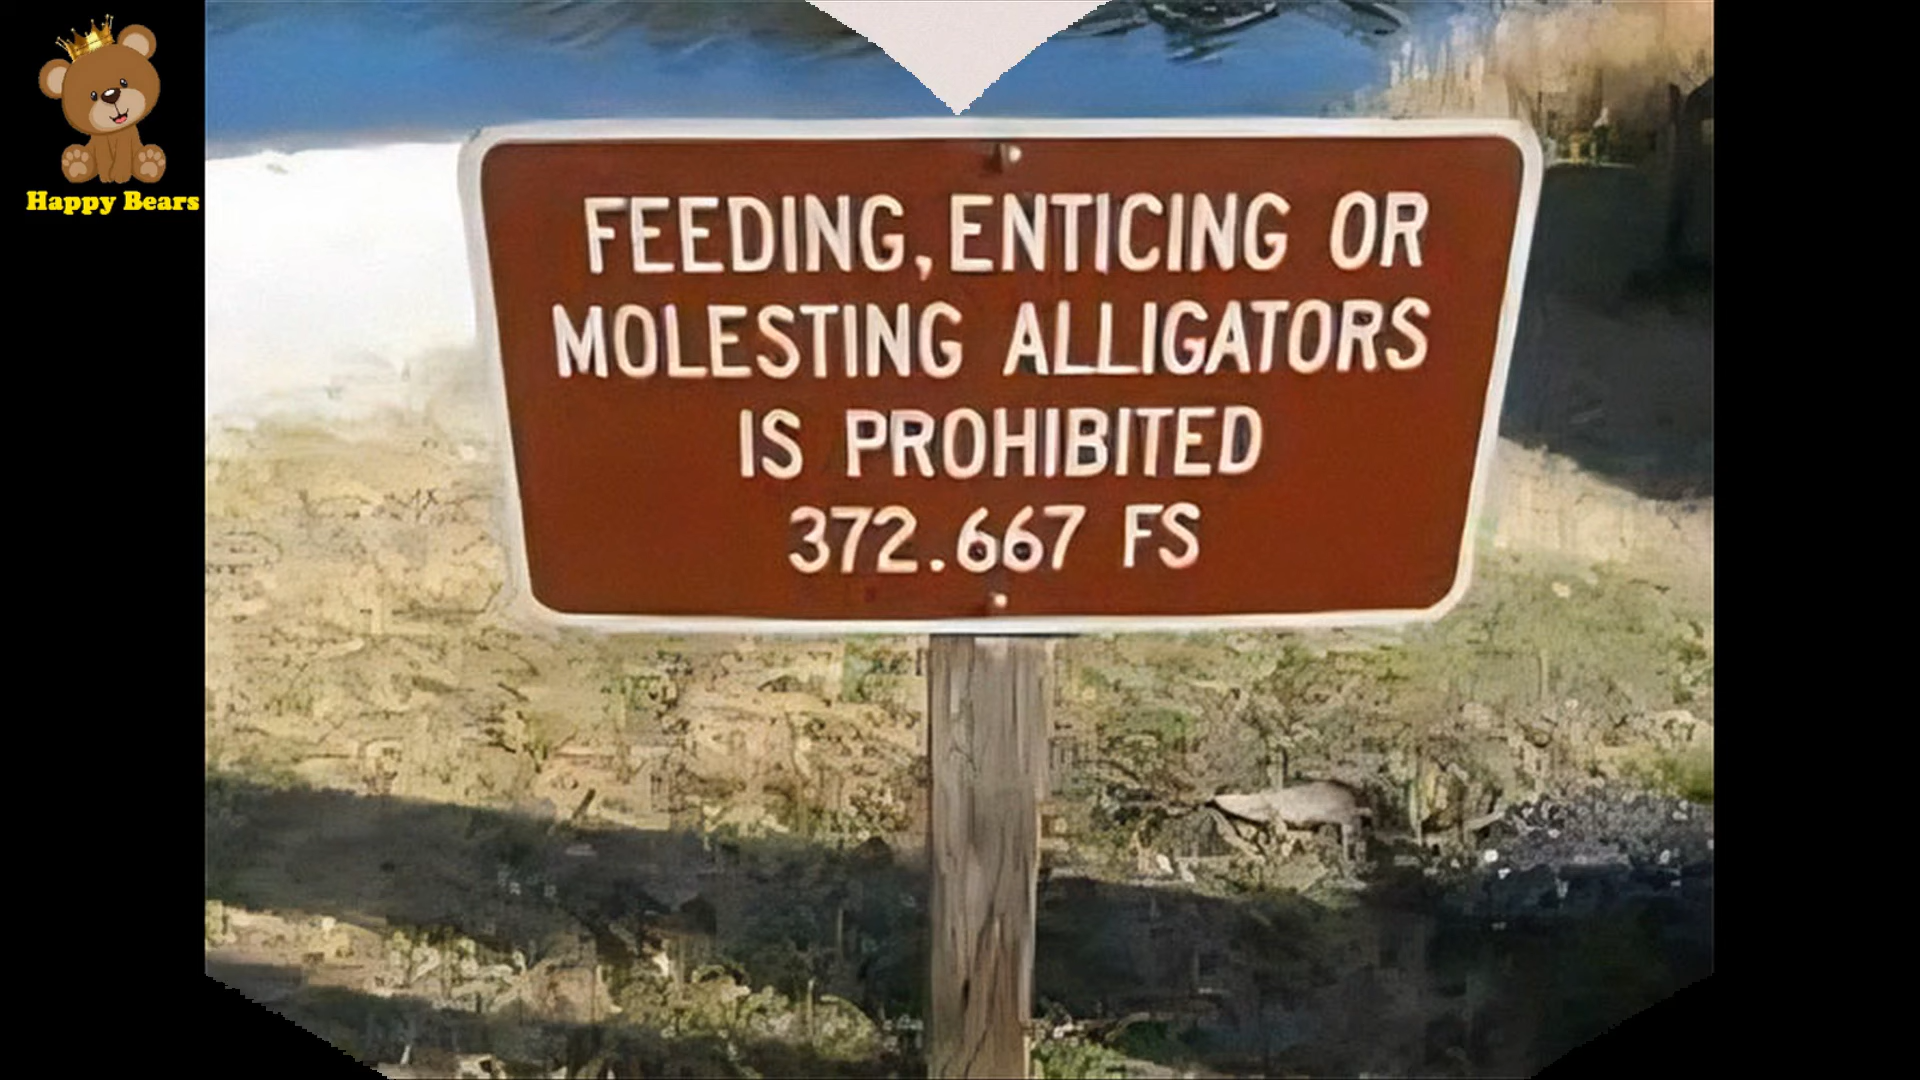 Happy Bears
FEEDING, ENTICING OR
MOLESTING ALLIGATORS
IS PROHIBITED
372.667 FS